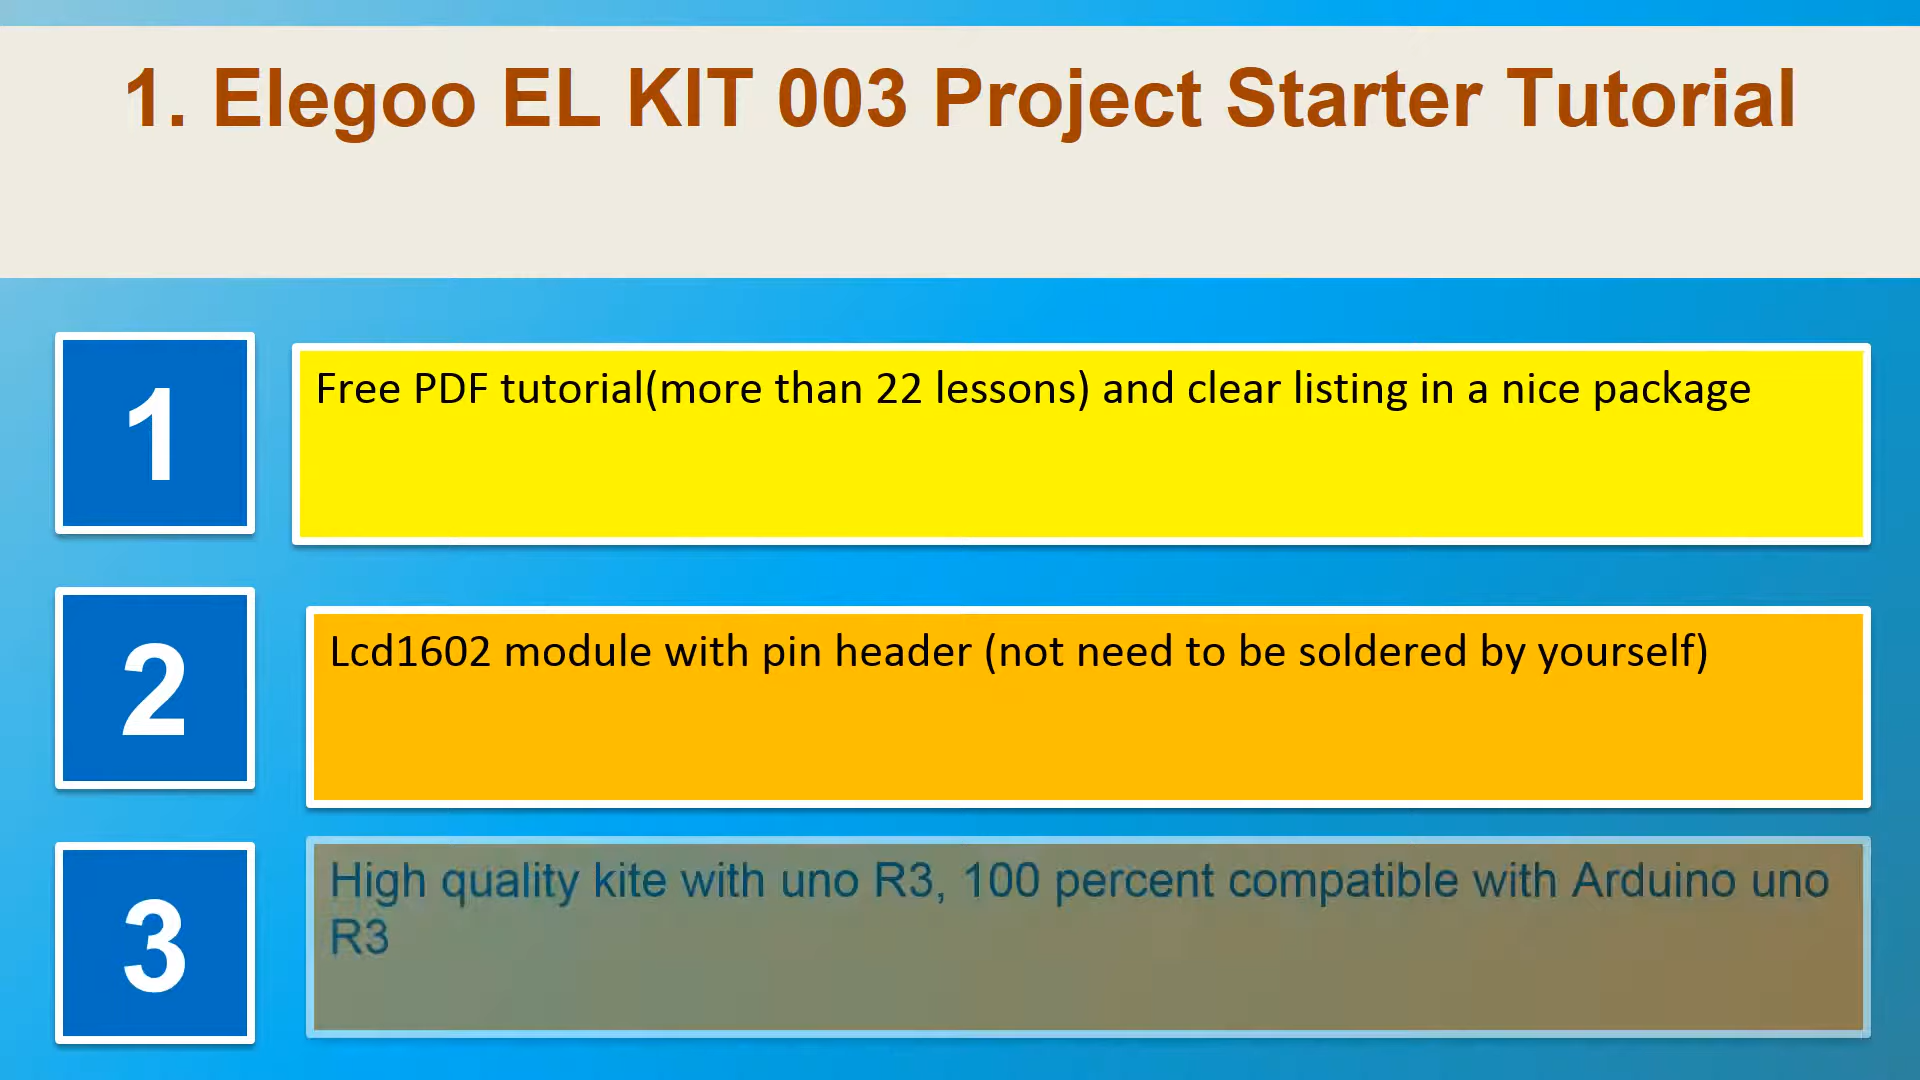 1. Elegoo EL KIT 003 Project Starter Tutorial
1
Free PDF tutorial(more than 22 lessons) and clear listing in a nice package
2
Lcd1602 module with pin header (not need to be soldered by yourself)
3
High quality kite with uno R3, 100 percent compatible with Arduino uno
R3